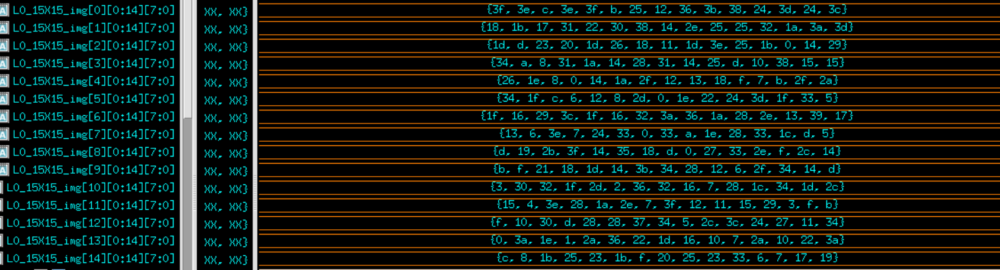 L0_15X15_img[0][0:14][7:0] xx, xx} {3f, 3e, c, 3e, 3f, b, 25, 12, 36, 3b, 38, 24, 3d, 24, 3c}
L0_15X15_img[1][0:14][7:0] xx, xx} {18, 1b, 17, 31, 22, 30, 38, 14, 2e, 25, 25, 32, 1a, 3a, 3d}
L0_15X15_img[2][0:14][7:0] xx, xx} {1d, d, 23, 20, 1d, 26, 18, 11, 1d, 3e, 25, 1b, 0, 14, 29}
L0_15X15_img[3][0:14][7:0] xx, xx} {34, a, 8, 31, 1a, 14, 28, 31, 14, 25, d, 10, 38, 15, 15}
L0_15X15_img[4][0:14][7:0] xx, xx} {26, 1e, 8, 0, 14, 1a, 2f, 12, 13, 18, f, 7, b, 2f, 2a}
L0_15X15_img[5][0:14][7:0] xx, xx} {34, 1f, c, 6, 12, 8, 2d, 0, 1e, 22, 24, 3d, 1f, 33, 5}
L0_15X15_img[6][0:14][7:0] xx, xx} {1f, 16, 29, 3c, 1f, 16, 32, 3a, 36, 1a, 28, 2e, 13, 39, 17}
L0_15X15_img[7][0:14][7:0] xx, xx} {13, 6, 3e, 7, 24, 33, 0, 33, a, 1e, 28, 33, 1c, d, 5}
L0_15X15_img[8][0:14][7:0] xx, xx} {d, 19, 2b, 3f, 14, 35, 18, d, 0, 27, 33, 2e, f, 2c, 14}
L0_15X15_img[9][0:14][7:0] xx, xx} {b, f, 21, 18, 1d, 14, 3b, 34, 28, 12, 6, 2f, 34, 14, d}
L0_15X15_img[10][0:14][7:0] xx, xx} {3, 30, 32, 1f, 2d, 2, 36, 32, 16, 7, 28, 1c, 34, 1d, 2c}
L0_15X15_img[11][0:14][7:0] xx, xx} {15, 4, 3e, 28, 1a, 2e, 7, 3f, 12, 11, 15, 29, 3, f, b}
L0_15X15_img[12][0:14][7:0] xx, xx} {f, 10, 30, d, 28, 28, 37, 34, 5, 2c, 3c, 24, 27, 11, 34}
L0_15X15_img[13][0:14][7:0] xx, xx} {0, 3a, 1e, 1, 2a, 36, 22, 1d, 16, 10, 7, 2a, 10, 22, 3a}
L0_15X15_img[14][0:14][7:0] xx, xx} {c, 8, 1b, 25, 23, 1b, f, 20, 25, 23, 33, 6, 7, 17, 19}